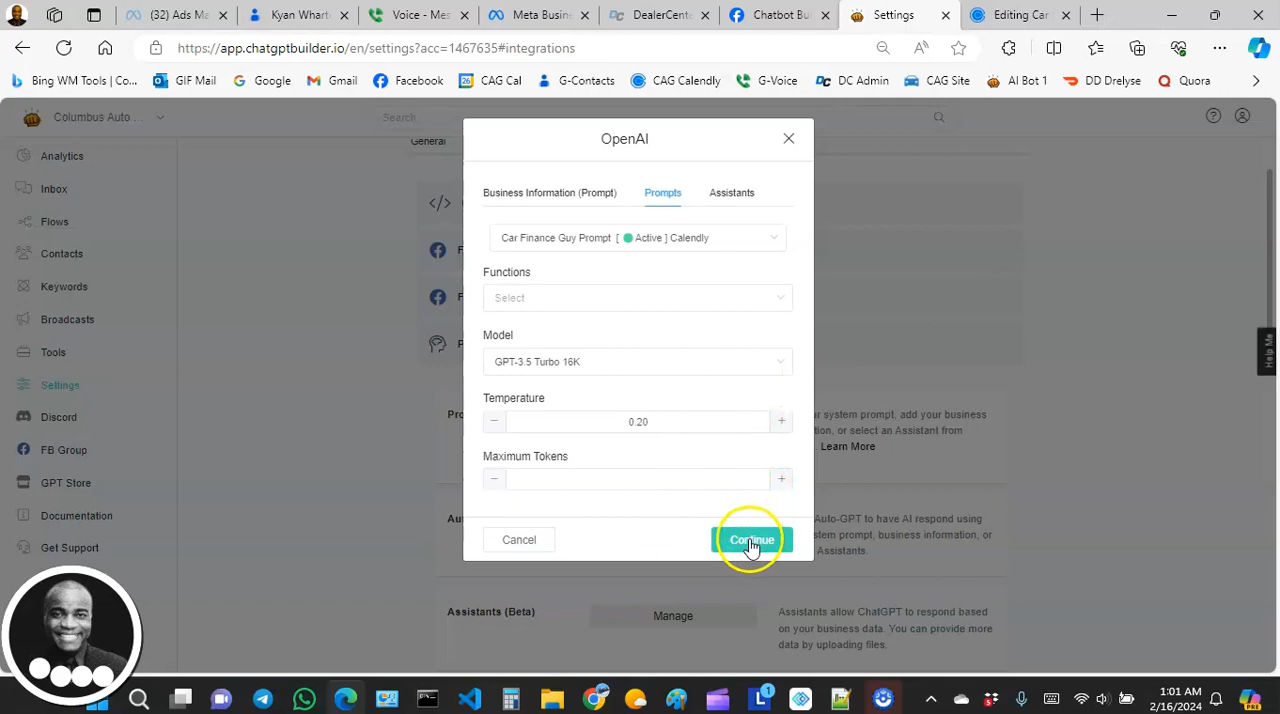 (32) Ads Ma
Kyan Whart
Voice - Mes
Meta Busin
DealerCente
Chatbot Bu
Settings
Editing Car
https://app.chatgptbuilder.io/en/settings?acc=1467635#integrations
Bing WM Tools | Co...
GIF Mail
Google
Gmail
Facebook
CAG Cal
G-Contacts
CAG Calendly
G-Voice
DC Admin
CAG Site
AI Bot 1
DD Drelyse
Quora
Columbus Auto ...
Search
General
Analytics
Inbox
Flows
Contacts
Keywords
Broadcasts
Tools
Settings
Discord
FB Group
GPT Store
Documentation
Get Support
OpenAI
Business Information (Prompt)
Prompts
Assistants
Car Finance Guy Prompt [ Active ] Calendly
Functions
Select
Model
GPT-3.5 Turbo 16K
Temperature
0.20
Maximum Tokens
Cancel
Continue
ur system prompt, add your business
tion, or select an Assistant from
Learn More
Auto-GPT to have AI respond using
stem prompt, business information, or
Assistants.
Assistants (Beta)
Manage
Assistants allow ChatGPT to respond based
on your business data. You can provide more
data by uploading files.
Help Me
1:01 AM
2/16/2024